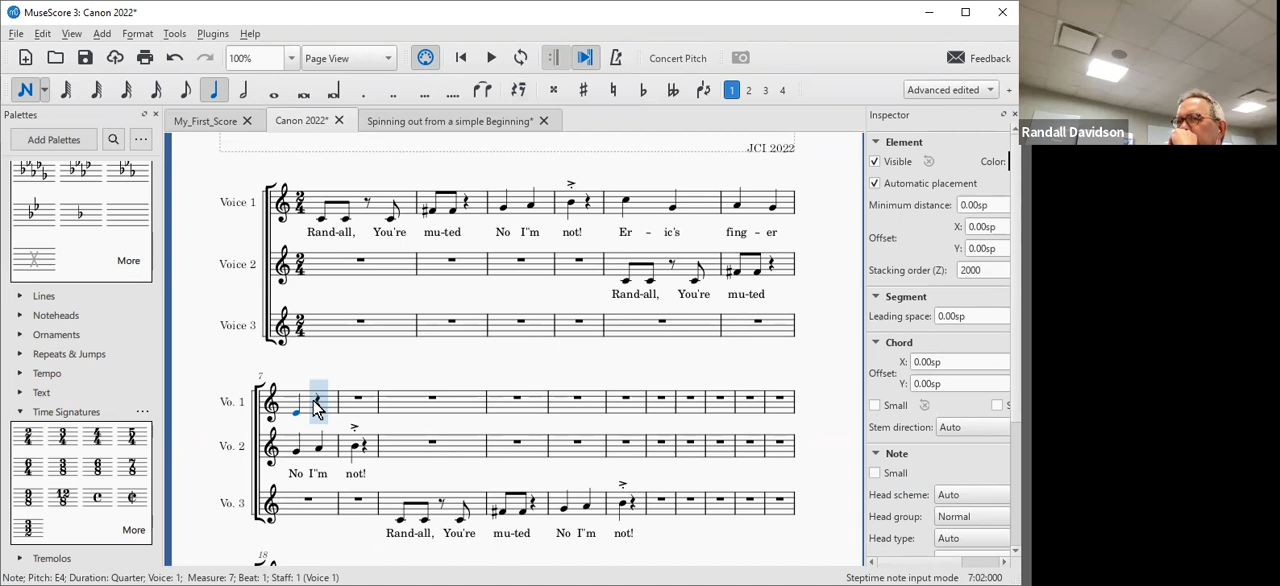 MuseScore 3: Canon 2022*
File Edit View Add Format Tools Plugins Help
100% Page View Concert Pitch Feedback
1 2 3 4 Advanced edited +
Palettes
My_First_Score Canon 2022* Spinning out from a simple Beginning* Inspector
Add Palettes ...
Element
JCI 2022
Visible Color:
Automatic placement
Minimum distance: 0.00sp
Voice 1
X: 0.00sp
Offset:
Y: 0.00sp
Rand-all, You're mu-ted No I"m not! Er - ic's fing - er
More
Voice 2
Stacking order (Z): 2000
Rand-all, You're mu-ted
Lines
Segment
Noteheads
Leading space: 0.00sp
Voice 3
Ornaments
Chord
Repeats & Jumps
X: 0.00sp
Offset:
Y: 0.00sp
Tempo
7
Text
Vo. 1
Small S
Time Signatures ...
Stem direction: Auto
Vo. 2
Note
No I"m not!
Small
Head scheme: Auto
Vo. 3
Head group: Normal
More
Rand-all, You're mu-ted No I"m not!
Head type: Auto
18
Tremolos
Note; Pitch: E4; Duration: Quarter; Voice: 1; Measure: 7; Beat: 1; Staff: 1 (Voice 1) Steptime note input mode 7:02:000
Randall Davidson